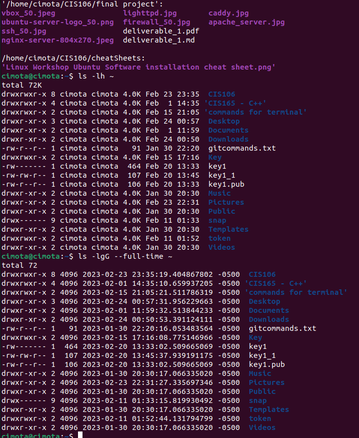 '/home/cimota/CIS106/final project':
vbox_50.jpeg lighttpd.jpg caddy.jpg
ubuntu-server-logo_50.png firewall_50.jpg apache_server.jpg
ssh_50.jpg deliverable_1.pdf
nginx-server-804x270.jpeg deliverable_1.md
/home/cimota/CIS106/cheatSheets:
'Linux Workshop Ubuntu Software installation cheat sheet.png'
cimota@cimota:~$ ls -lh ~
total 72K
drwxrwxr-x 8 cimota cimota 4.0K Feb 23 23:35 CIS106
drwxrwxr-x 4 cimota cimota 4.0K Feb 1 14:35 'CIS165 - C++'
drwxrwxr-x 2 cimota cimota 4.0K Feb 15 21:05 'commands for terminal'
drwxr-xr-x 3 cimota cimota 4.0K Feb 24 00:57 Desktop
drwxr-xr-x 2 cimota cimota 4.0K Feb 1 11:59 Documents
drwxr-xr-x 2 cimota cimota 4.0K Feb 24 00:50 Downloads
-rw-rw-r-- 1 cimota cimota 91 Jan 30 22:20 gitcommands.txt
drwxrwxr-x 2 cimota cimota 4.0K Feb 15 17:16 Key
-rw------- 1 cimota cimota 464 Feb 20 13:33 key1
-rw-r--r-- 1 cimota cimota 107 Feb 20 13:45 key1_1
-rw-r--r-- 1 cimota cimota 106 Feb 20 13:33 key1.pub
drwxr-xr-x 2 cimota cimota 4.0K Jan 30 20:30 Music
drwxr-xr-x 2 cimota cimota 4.0K Feb 23 22:31 Pictures
drwxr-xr-x 2 cimota cimota 4.0K Jan 30 20:30 Public
drwx------ 9 cimota cimota 4.0K Feb 11 01:33 snap
drwxr-xr-x 2 cimota cimota 4.0K Jan 30 20:30 Templates
drwxrwxr-x 2 cimota cimota 4.0K Feb 11 01:52 token
drwxr-xr-x 2 cimota cimota 4.0K Jan 30 20:30 Videos
cimota@cimota:~$ ls -lgG --full-time ~
total 72
drwxrwxr-x 8 4096 2023-02-23 23:35:19.404867802 -0500 CIS106
drwxrwxr-x 4 4096 2023-02-01 14:35:10.659937205 -0500 'CIS165 - C++'
drwxrwxr-x 2 4096 2023-02-15 21:05:21.511786319 -0500 'commands for terminal'
drwxr-xr-x 3 4096 2023-02-24 00:57:31.956229663 -0500 Desktop
drwxr-xr-x 2 4096 2023-02-01 11:59:32.513844233 -0500 Documents
drwxr-xr-x 2 4096 2023-02-24 00:50:53.391124111 -0500 Downloads
-rw-rw-r-- 1 91 2023-01-30 22:20:16.053483564 -0500 gitcommands.txt
drwxrwxr-x 2 4096 2023-02-15 17:16:08.775146966 -0500 Key
-rw------- 1 464 2023-02-20 13:33:02.509665069 -0500 key1
-rw-r--r-- 1 107 2023-02-20 13:45:37.939191175 -0500 key1_1
-rw-r--r-- 1 106 2023-02-20 13:33:02.509665069 -0500 key1.pub
drwxr-xr-x 2 4096 2023-01-30 20:30:17.066335020 -0500 Music
drwxr-xr-x 2 4096 2023-02-23 22:31:27.335697346 -0500 Pictures
drwxr-xr-x 2 4096 2023-01-30 20:30:17.066335020 -0500 Public
drwx------ 9 4096 2023-02-11 01:33:15.819930492 -0500 snap
drwxr-xr-x 2 4096 2023-01-30 20:30:17.066335020 -0500 Templates
drwxrwxr-x 2 4096 2023-02-11 01:52:44.131794799 -0500 token
drwxr-xr-x 2 4096 2023-01-30 20:30:17.066335020 -0500 Videos
cimota@cimota:~$